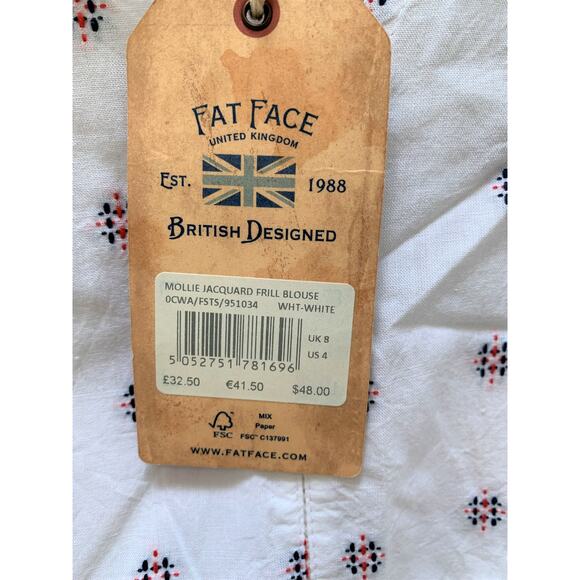 FAT FACE
UNITED KINGDOM
EST. 1988
BRITISH DESIGNED
MOLLIE JACQUARD FRILL BLOUSE
0CWA/FSTS/951034 WHT-WHITE
UK 8
US 4
5 052751 781696
£32.50 €41.50 $48.00
MIX
Paper
FSC FSC™ C137991
WWW.FATFACE.COM